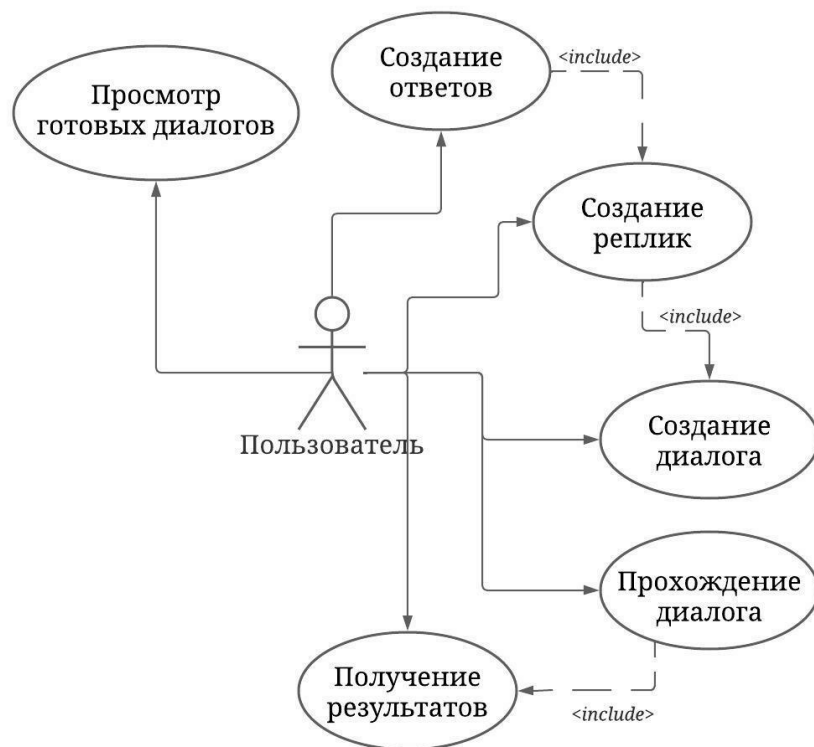 Создание
ответов
<include>
Просмотр
готовых диалогов
Создание
реплик
<include>
Пользователь
Создание
диалога
Прохождение
диалога
Получение
результатов
<include>